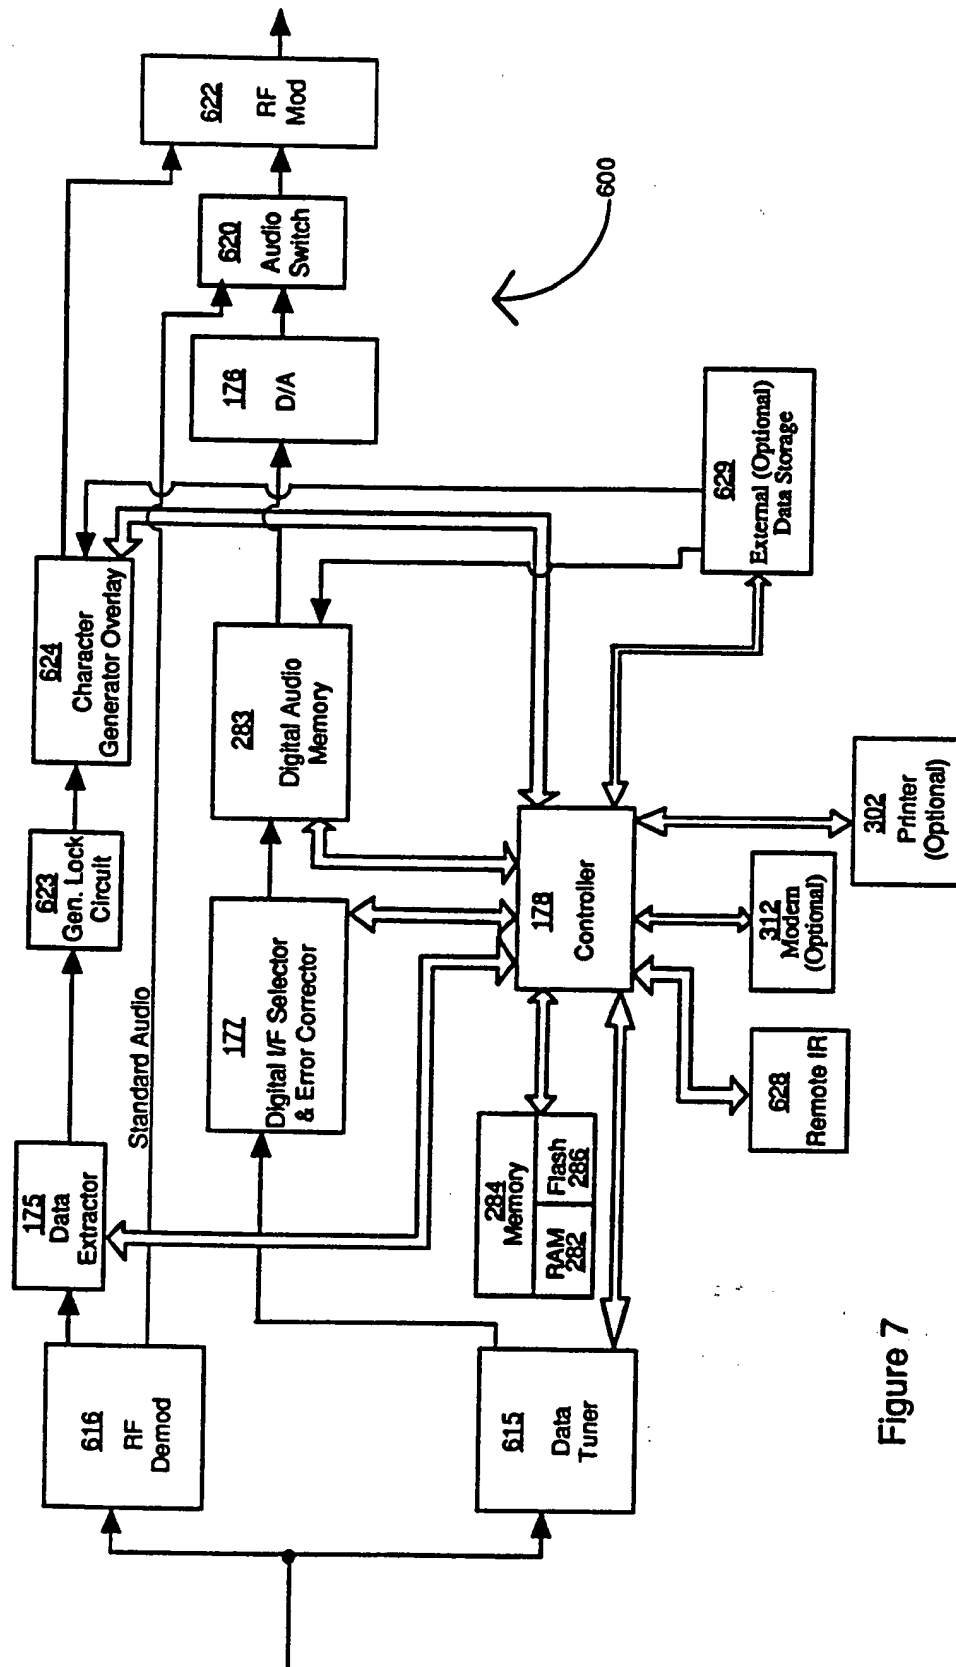 616
RF
Demod
175
Data
Extractor
623
Gen. Lock
Circuit
624
Character
Generator Overlay
622
RF
Mod
Standard Audio
620
Audio
Switch
177
Digital I/F Selector
& Error Corrector
283
Digital Audio
Memory
176
D/A
600
615
Data
Tuner
284
Memory
RAM
282
Flash
286
178
Controller
629
External (Optional)
Data Storage
628
Remote IR
312
Modem
(Optional)
302
Printer
(Optional)
Figure 7